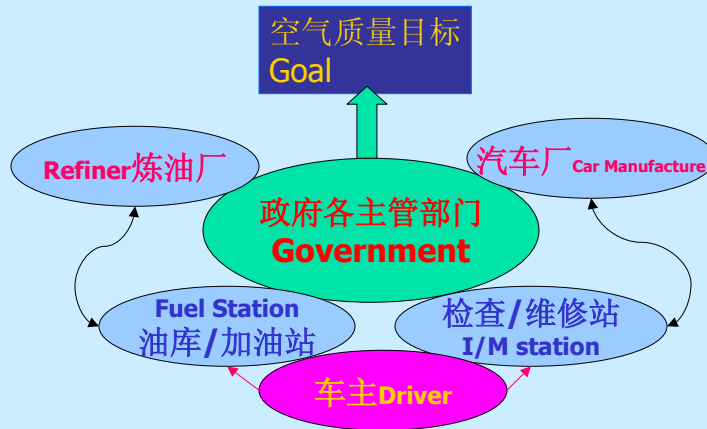 空气质量目标
Goal
Refiner炼油厂
汽车厂Car Manufacture
政府各主管部门
Government
Fuel Station
油库/加油站
检查/维修站
I/M station
车主Driver